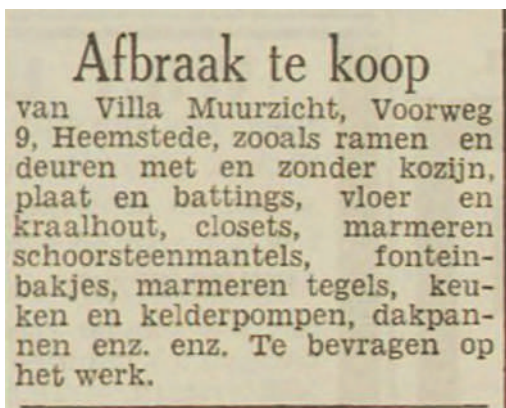 Afbraak te koop
van Villa Muurzicht, Voorweg
9, Heemstede, zooals ramen en
deuren met en zonder kozijn,
plaat en battings, vloer en
kraalhout, closets, marmeren
schoorsteenmantels, fontein-
bakjes, marmeren tegels, keu-
ken en kelderpompen, dakpan-
nen enz. enz. Te bevragen op
het werk.